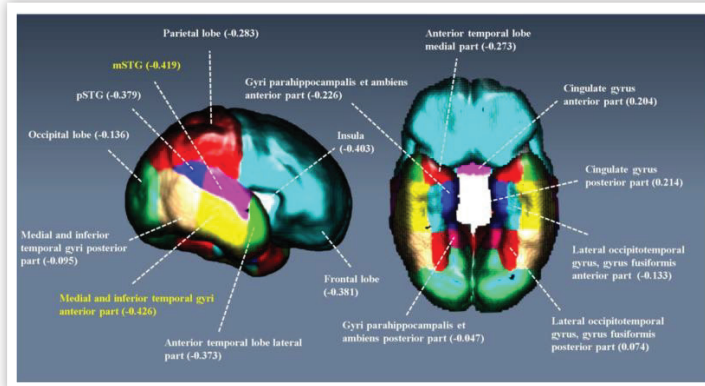 Parietal lobe (-0.283)
mSTG (-0.419)
pSTG (-0.379)
Occipital lobe (-0.136)
Insula
(-0.403)
Medial and inferior
temporal gyri posterior
part (-0.095)
Medial and inferior temporal gyri
anterior part (-0.426)
Anterior temporal lobe lateral
part (-0.373)
Frontal lobe
(-0.381)
Anterior temporal lobe
medial part (-0.273)
Gyri parahippocampalis et ambiens
anterior part (-0.226)
Cingulate gyrus
anterior part (0.204)
Cingulate gyrus
posterior part (0.214)
Lateral occipitotemporal
gyrus, gyrus fusiformis
anterior part (-0.133)
Gyri parahippocampalis et
ambiens posterior part (-0.047)
Lateral occipitotemporal
gyrus, gyrus fusiformis
posterior part (0.074)